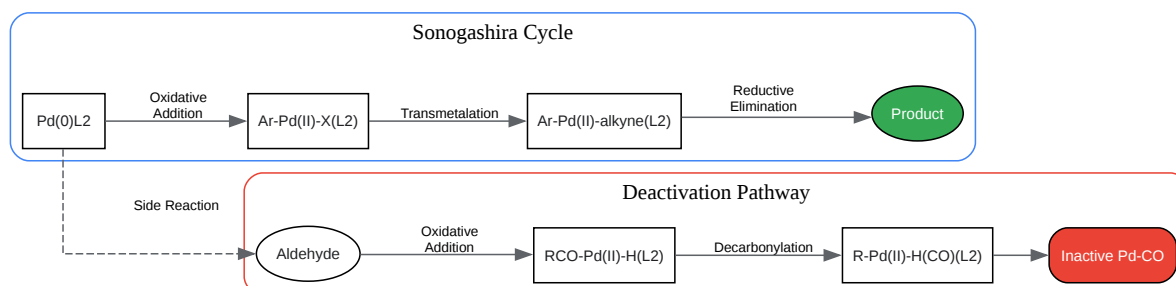 Sonogashira Cycle
Pd(0)L2
Oxidative
Addition
Ar-Pd(II)-X(L2)
Transmetalation
Ar-Pd(II)-alkyne(L2)
Reductive
Elimination
Product
Side Reaction
Deactivation Pathway
Aldehyde
Oxidative
Addition
RCO-Pd(II)-H(L2)
Decarbonylation
R-Pd(II)-H(CO)(L2)
Inactive Pd-CO